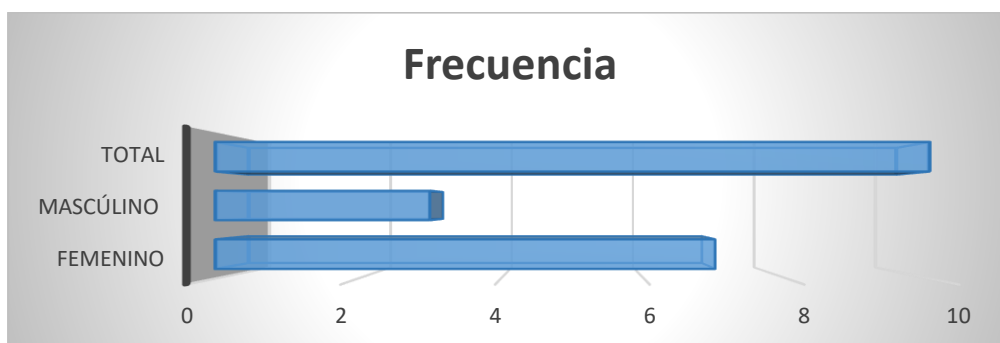 Frecuencia
TOTAL
MASCÚLINO
FEMENINO
0 2 4 6 8 10